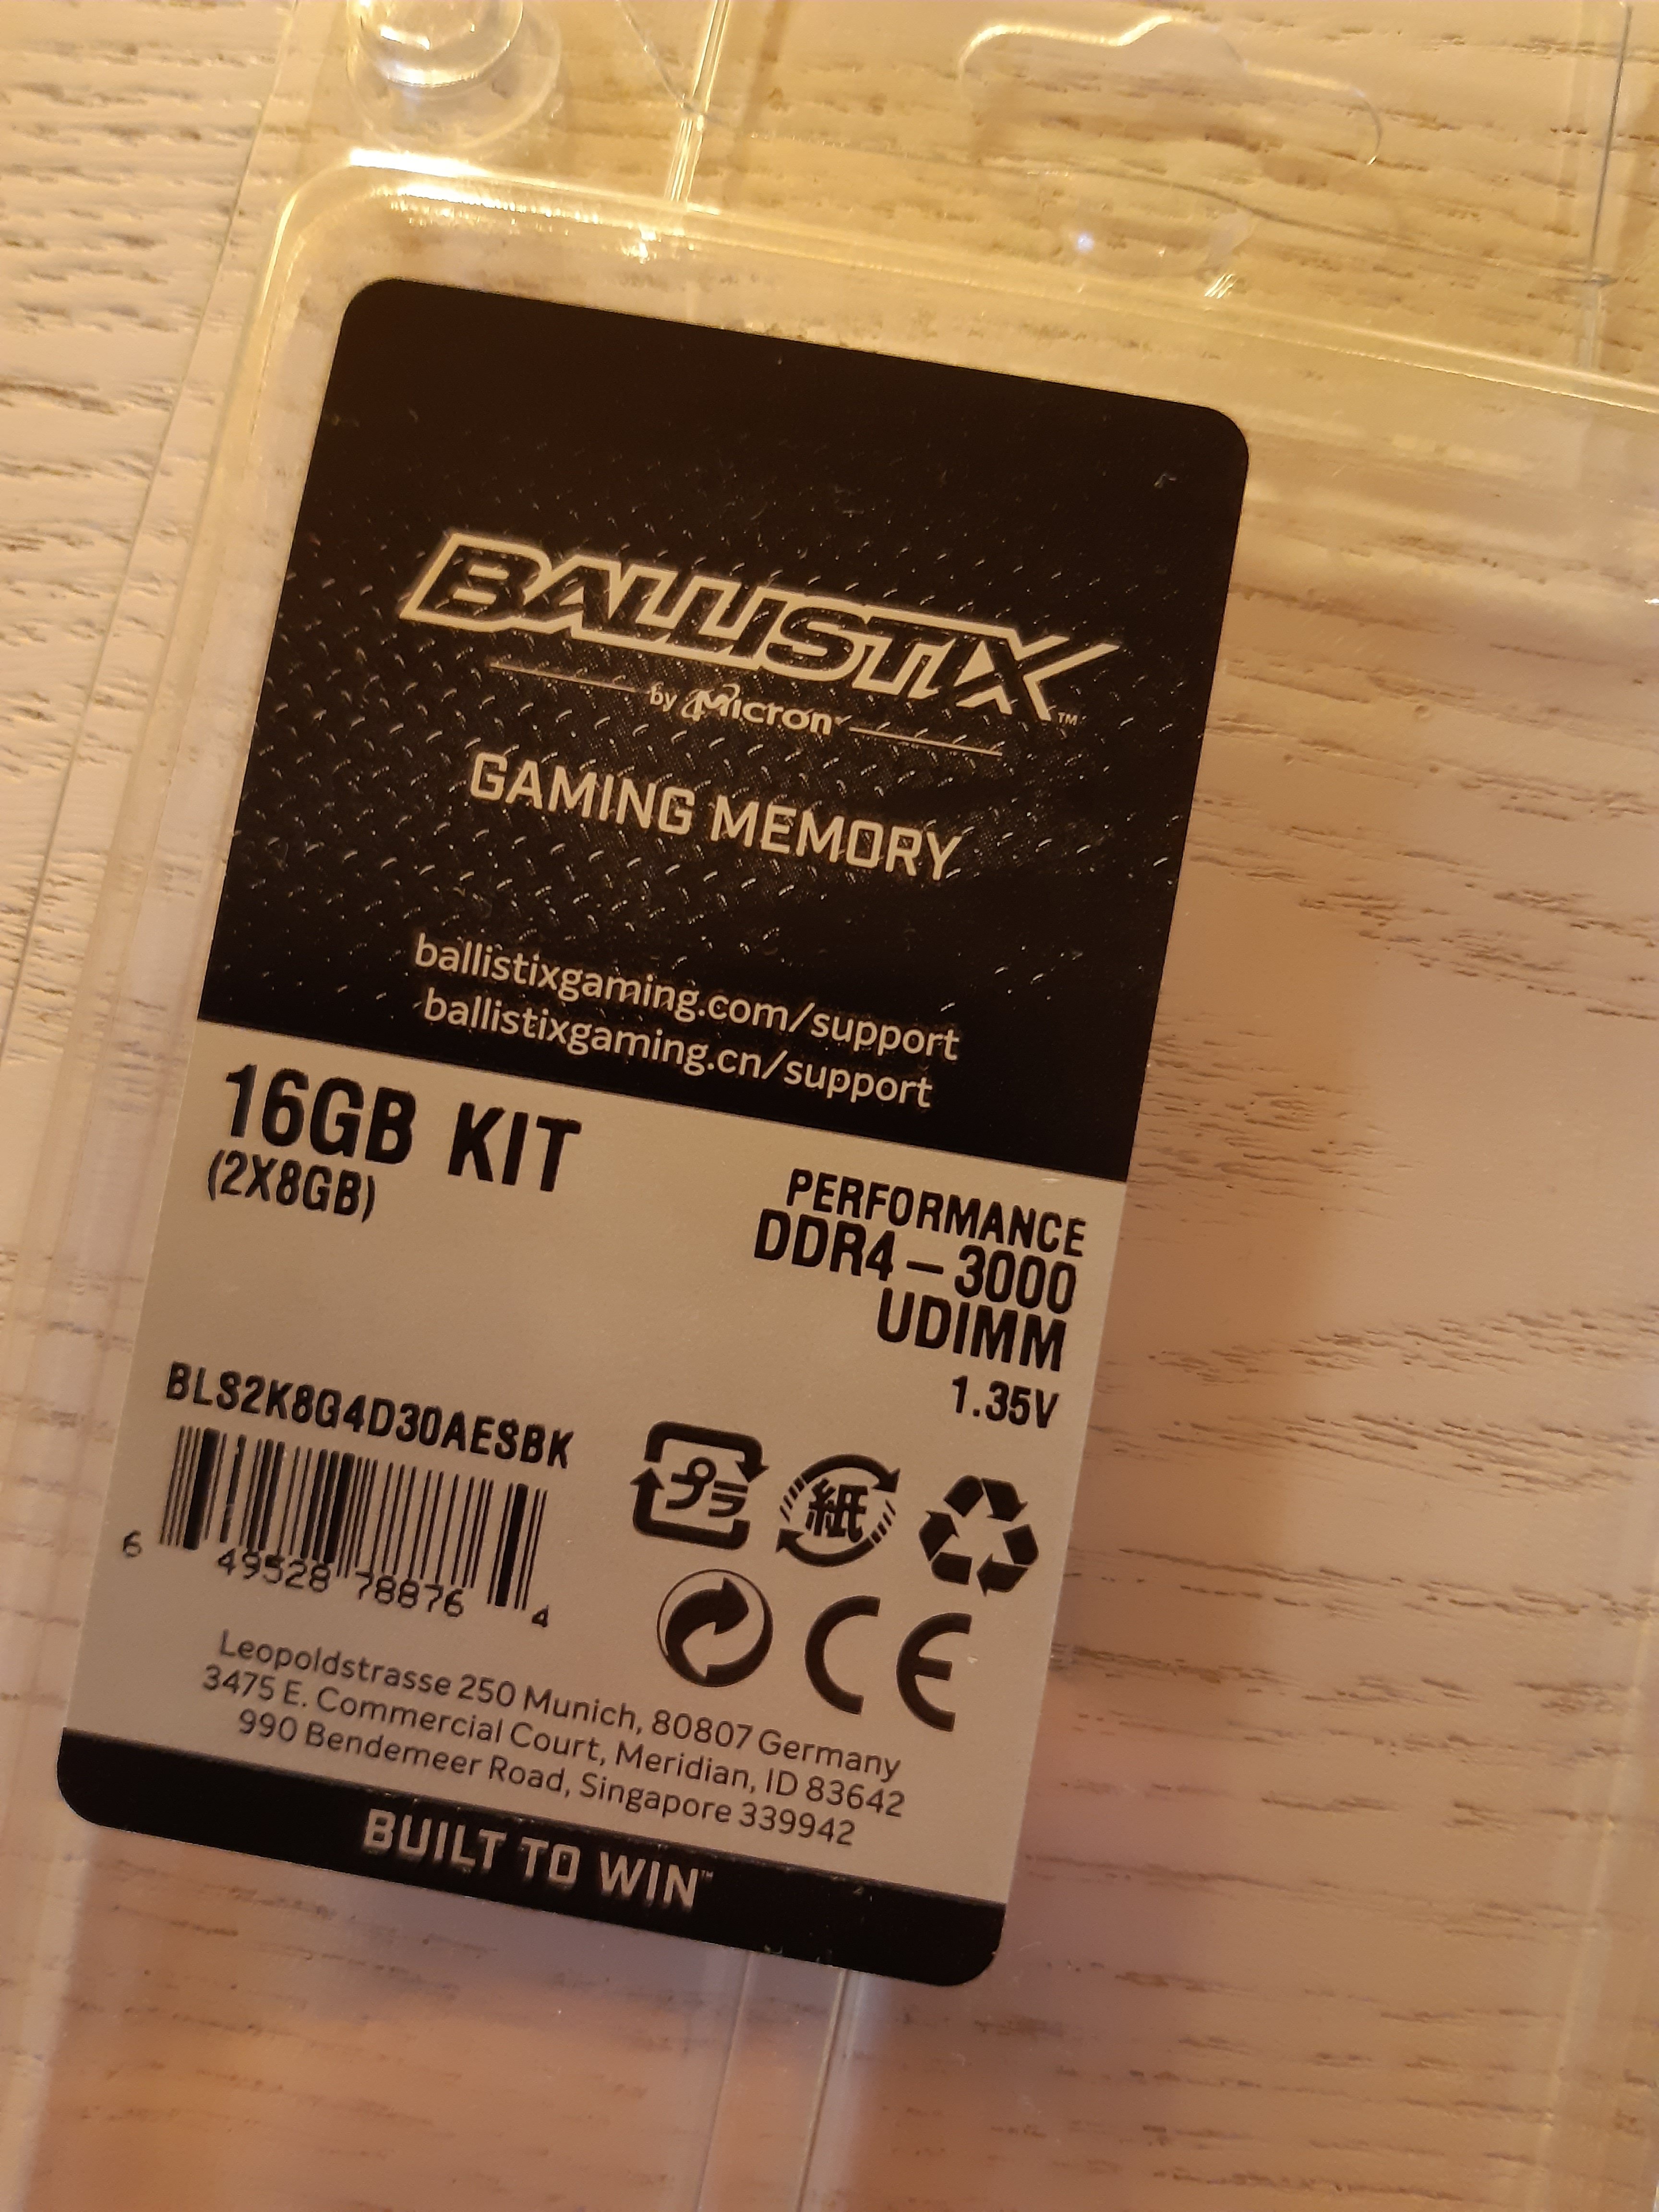 BALLISTIX™
by Micron
GAMING MEMORY
ballistixgaming.com/support
ballistixgaming.cn/support
16GB KIT
(2X8GB)
PERFORMANCE
DDR4-3000
UDIMM
1.35V
BLS2K8G4D30AESBK
6 49528 78876 4
プラ
紙
CE
Leopoldstrasse 250 Munich, 80807 Germany
3475 E. Commercial Court, Meridian, ID 83642
990 Bendemeer Road, Singapore 339942
BUILT TO WIN™